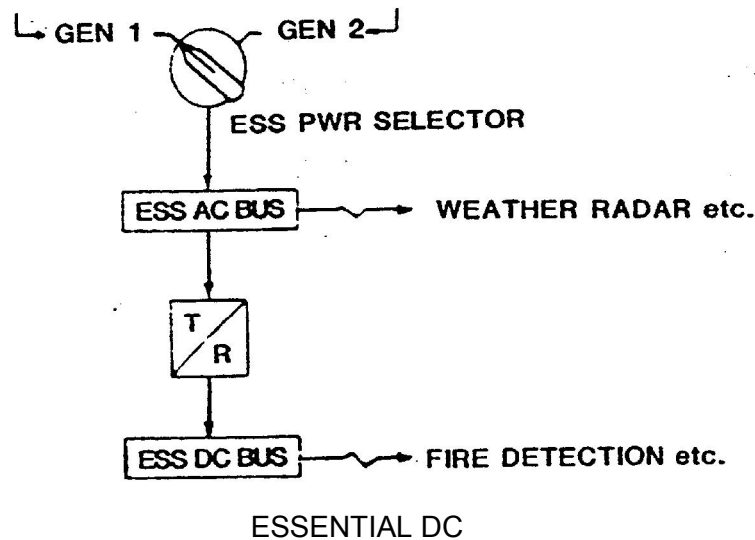 GEN 1
GEN 2
ESS PWR SELECTOR
ESS AC BUS
WEATHER RADAR etc.
T
R
ESS DC BUS
FIRE DETECTION etc.
ESSENTIAL DC